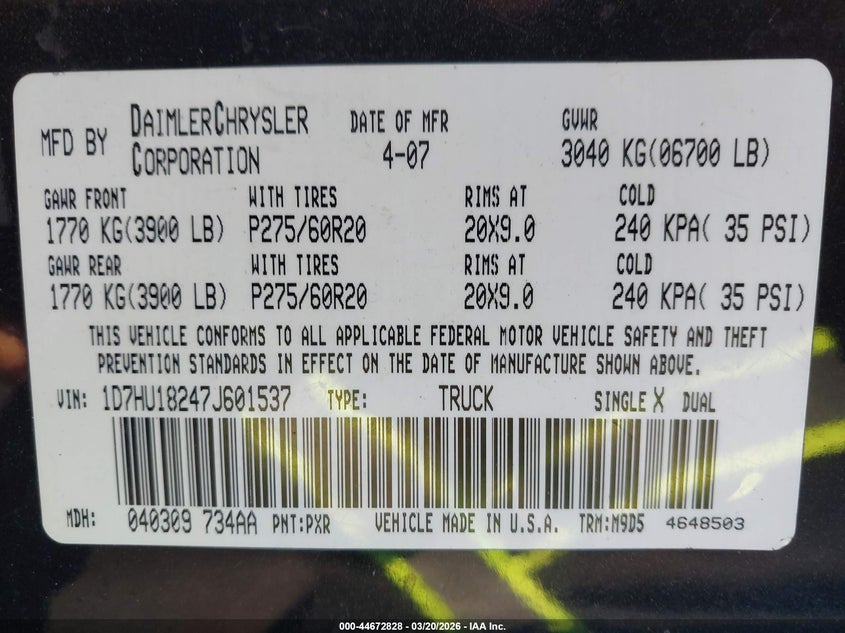 MFD BY DAIMLERCHRYSLER CORPORATION DATE OF MFR 4-07 GVWR 3040 KG(06700 LB)
GAWR FRONT WITH TIRES RIMS AT COLD
1770 KG(3900 LB) P275/60R20 20X9.0 240 KPA( 35 PSI)
GAWR REAR WITH TIRES RIMS AT COLD
1770 KG(3900 LB) P275/60R20 20X9.0 240 KPA( 35 PSI)
THIS VEHICLE CONFORMS TO ALL APPLICABLE FEDERAL MOTOR VEHICLE SAFETY AND THEFT
PREVENTION STANDARDS IN EFFECT ON THE DATE OF MANUFACTURE SHOWN ABOVE.
VIN: 1D7HU18247J601537 TYPE: TRUCK SINGLE X DUAL
MDH: 040309 734AA PNT:PXR VEHICLE MADE IN U.S.A. TRM:M9D5 4648503
000-44672828 - 03/20/2026 - IAA Inc.